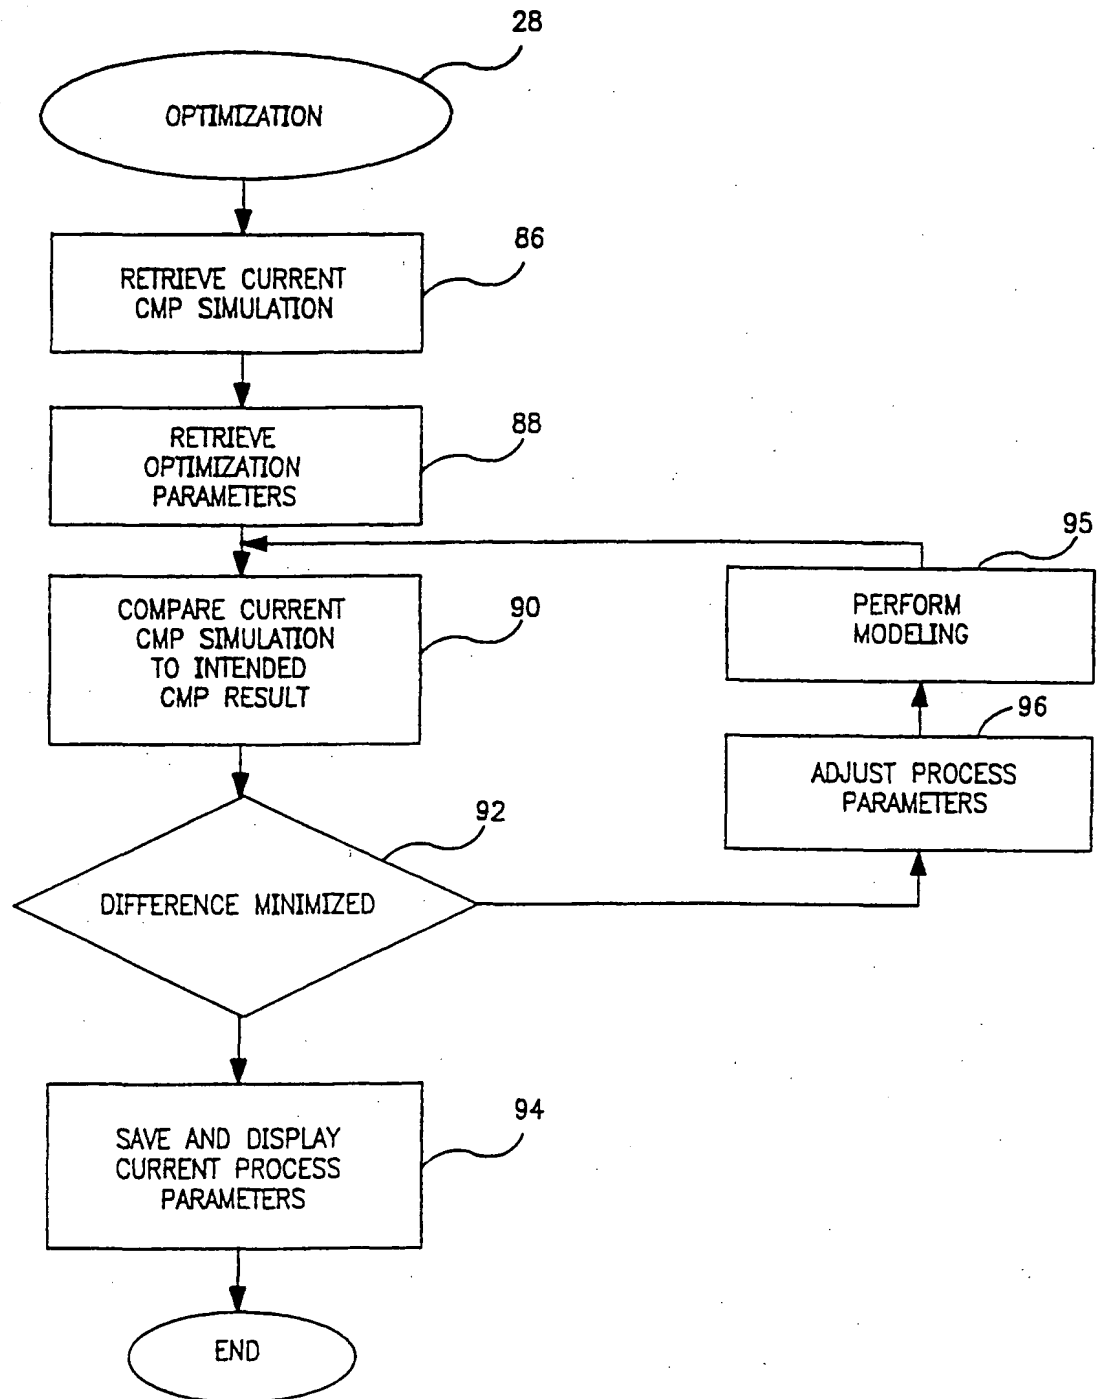 28
OPTIMIZATION
86
RETRIEVE CURRENT
CMP SIMULATION
88
RETRIEVE
OPTIMIZATION
PARAMETERS
95
PERFORM
MODELING
90
COMPARE CURRENT
CMP SIMULATION
TO INTENDED
CMP RESULT
96
ADJUST PROCESS
PARAMETERS
92
DIFFERENCE MINIMIZED
94
SAVE AND DISPLAY
CURRENT PROCESS
PARAMETERS
END